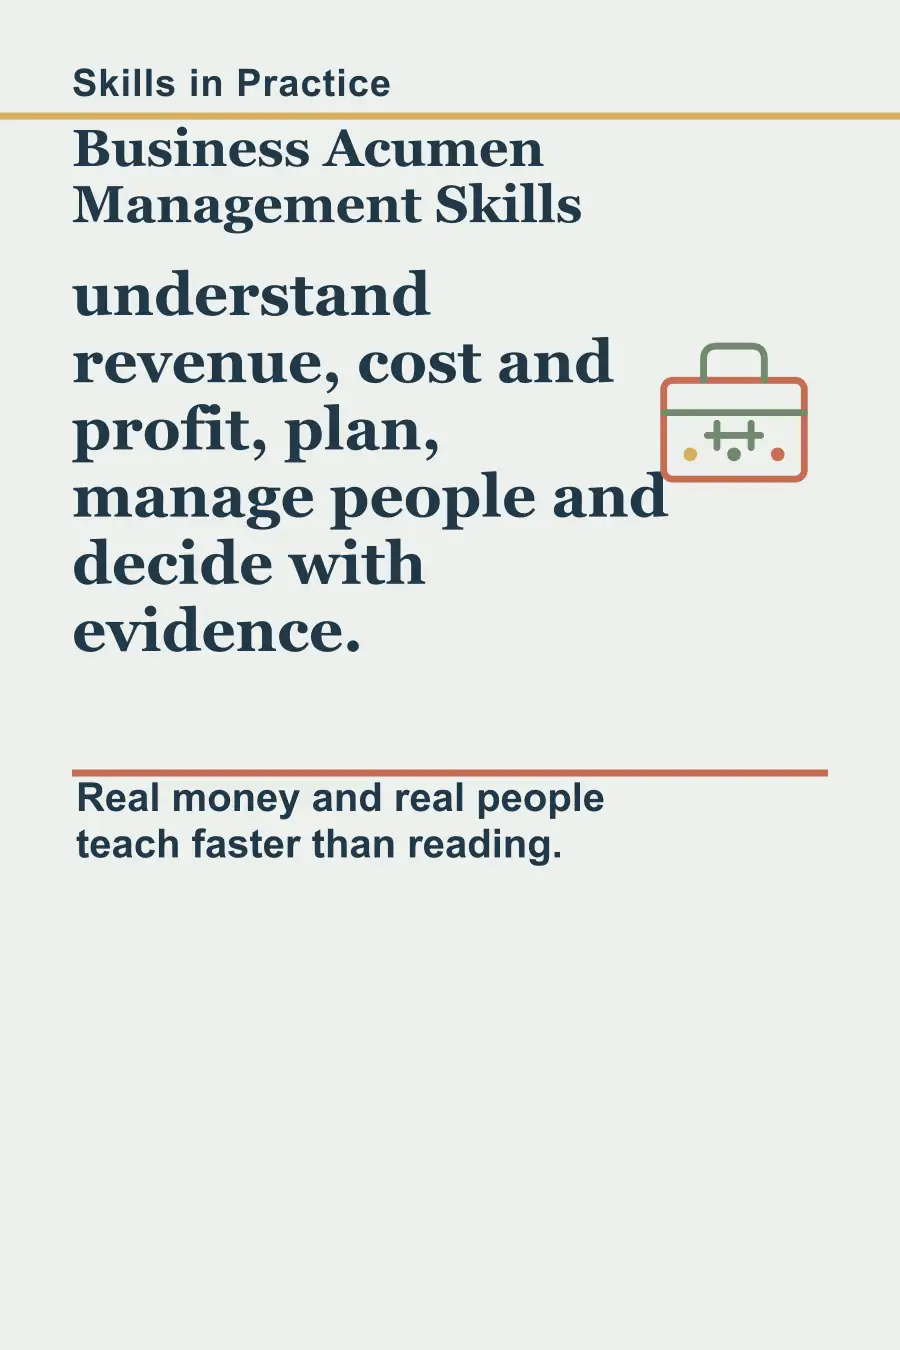 Skills in Practice
Business Acumen
Management Skills
understand
revenue, cost and
profit, plan,
manage people and
decide with
evidence.
Real money and real people
teach faster than reading.